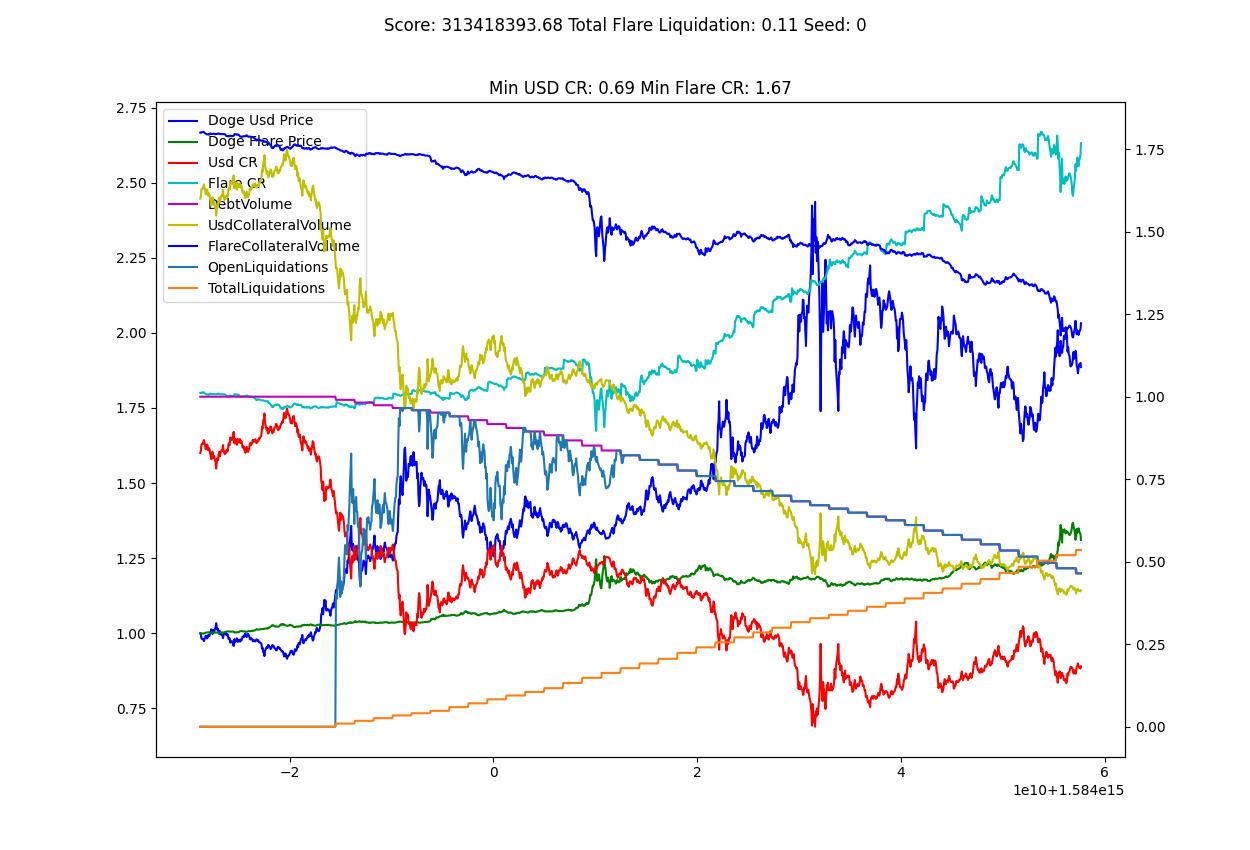 Score: 313418393.68 Total Flare Liquidation: 0.11 Seed: 0
Min USD CR: 0.69 Min Flare CR: 1.67
Doge Usd Price
Doge Flare Price
Usd CR
Flare CR
DebtVolume
UsdCollateralVolume
FlareCollateralVolume
OpenLiquidations
TotalLiquidations
2.75
2.50
2.25
2.00
1.75
1.50
1.25
1.00
0.75
1.75
1.50
1.25
1.00
0.75
0.50
0.25
0.00
−2 0 2 4 6
1e10+1.584e15